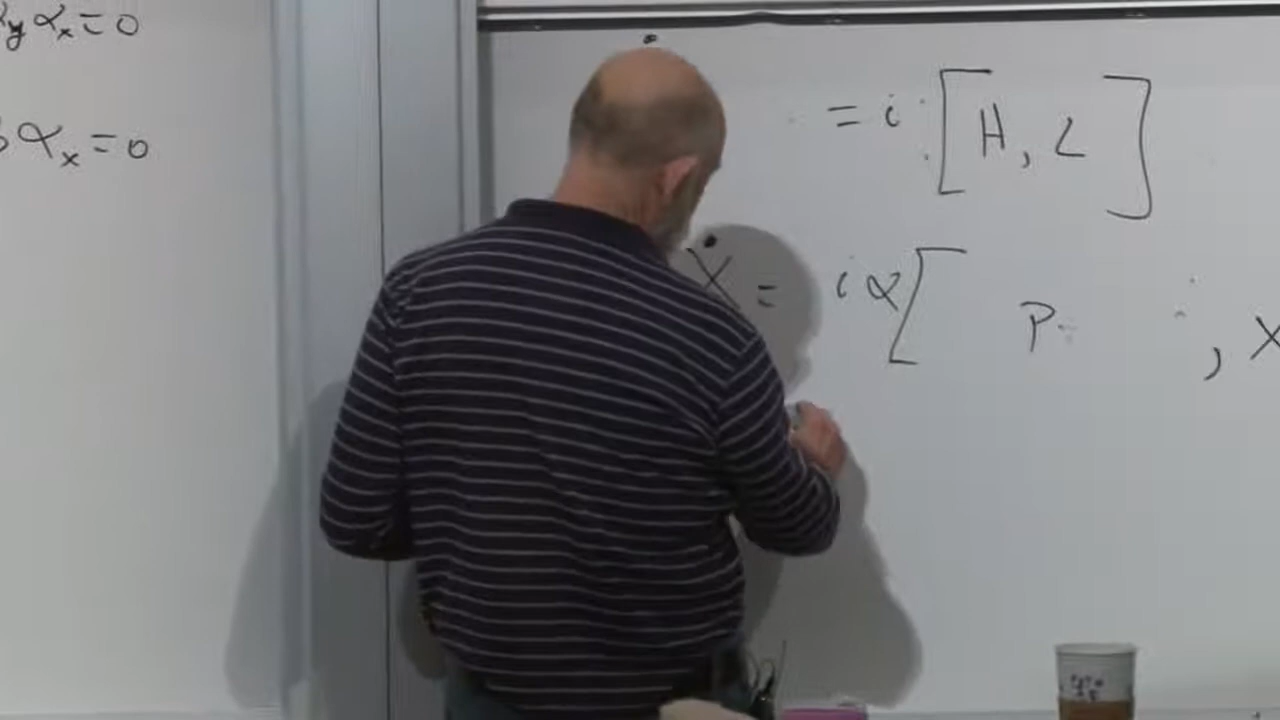 y αx = 0
αx = 0
= i [H, L]
Ẋ = iα[ P , X